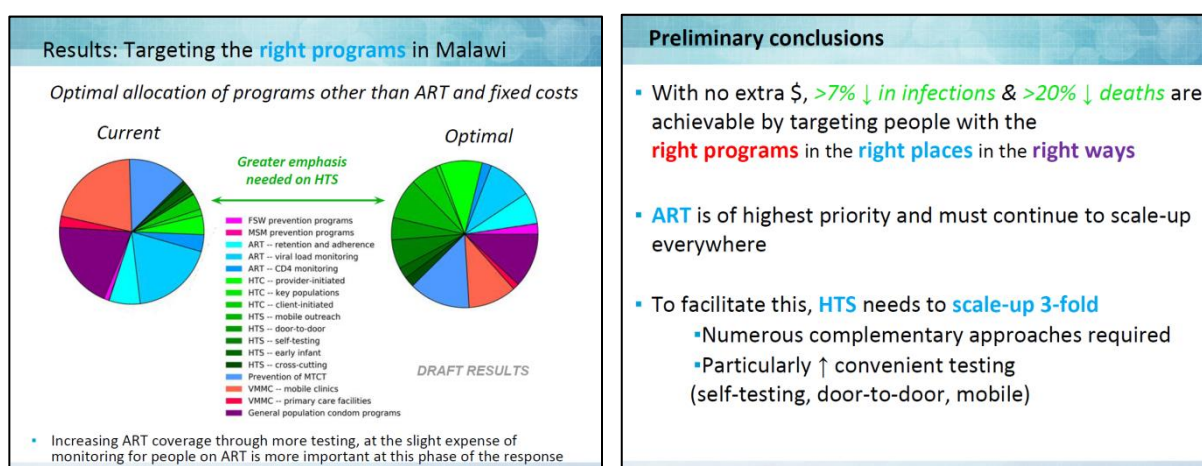 Results: Targeting the right programs in Malawi
Optimal allocation of programs other than ART and fixed costs
Current
Optimal
Greater emphasis
needed on HTS
FSW prevention programs
MSM prevention programs
ART -- retention and adherence
ART -- viral load monitoring
ART -- CD4 monitoring
HTC -- provider-initiated
HTC -- key populations
HTC -- client-initiated
HTS -- mobile outreach
HTS -- door-to-door
HTS -- self-testing
HTS -- early infant
HTS -- cross-cutting
Prevention of MTCT
VMMC -- mobile clinics
VMMC -- primary care facilities
General population condom programs
DRAFT RESULTS
▪ Increasing ART coverage through more testing, at the slight expense of
monitoring for people on ART is more important at this phase of the response
Preliminary conclusions
▪ With no extra $, >7% ↓ in infections & >20% ↓ deaths are
achievable by targeting people with the
right programs in the right places in the right ways
▪ ART is of highest priority and must continue to scale-up
everywhere
▪ To facilitate this, HTS needs to scale-up 3-fold
▪Numerous complementary approaches required
▪Particularly ↑ convenient testing
(self-testing, door-to-door, mobile)